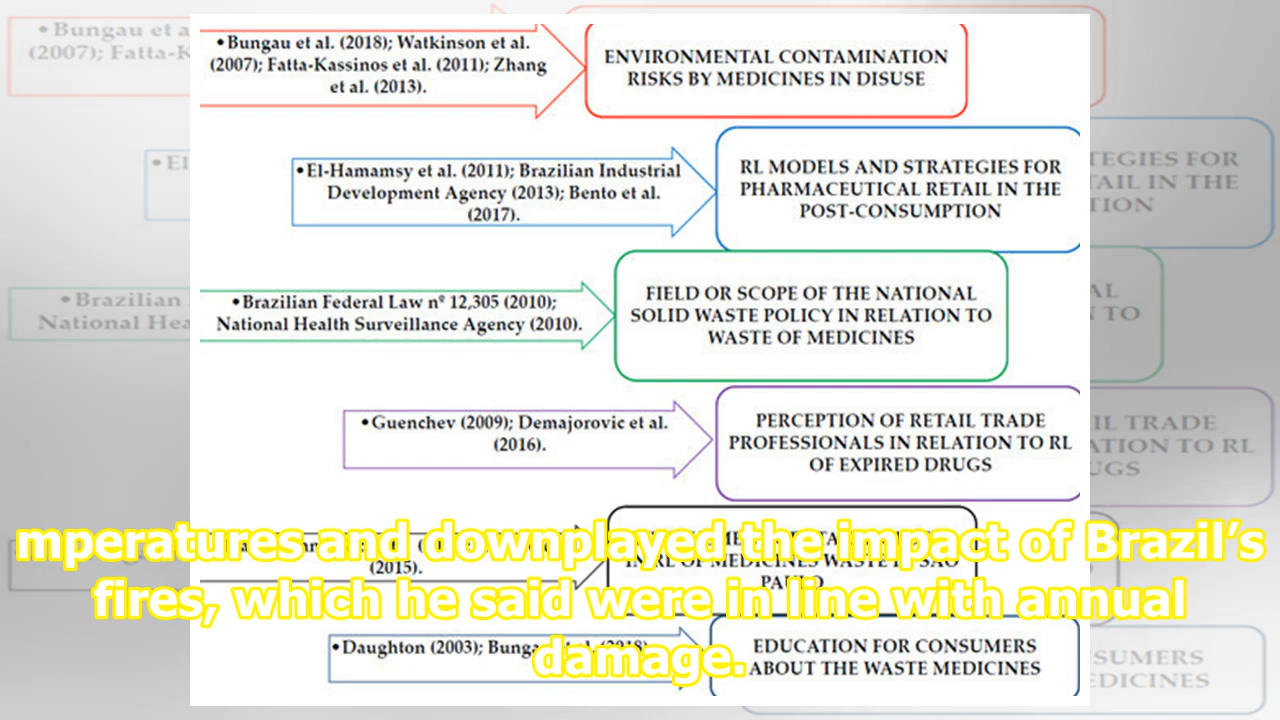 •Bungau et al. (2018); Watkinson et al.
(2007); Fatta-Kassinos et al. (2011); Zhang
et al. (2013).
ENVIRONMENTAL CONTAMINATION
RISKS BY MEDICINES IN DISUSE
•El-Hamamsy et al. (2011); Brazilian Industrial
Development Agency (2013); Bento et al.
(2017).
RL MODELS AND STRATEGIES FOR
PHARMACEUTICAL RETAIL IN THE
POST-CONSUMPTION
•Brazilian Federal Law nº 12,305 (2010);
National Health Surveillance Agency (2010).
FIELD OR SCOPE OF THE NATIONAL
SOLID WASTE POLICY IN RELATION TO
WASTE OF MEDICINES
•Guenchev (2009); Demajorovic et al.
(2016).
PERCEPTION OF RETAIL TRADE
PROFESSIONALS IN RELATION TO RL
OF EXPIRED DRUGS
(2015).
IN RL OF MEDICINES WASTE
PAULO
•Daughton (2003);
EDUCATION FOR CONSUMERS
ABOUT THE WASTE MEDICINES
mperatures and downplayed the impact of Brazil’s
fires, which he said were in line with annual
damage.